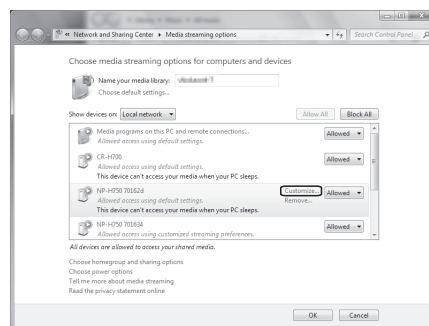 « Network and Sharing Center ▸ Media streaming options
Search Control Panel
Choose media streaming options for computers and devices
Name your media library:
Choose default settings...
Show devices on: Local network
Allow All Block All
Media programs on this PC and remote connections...
Allowed access using default settings.
Allowed
CR-H700
Allowed access using default settings.
This device can't access your media when your PC sleeps.
Allowed
NP-H750 70162d
Allowed access using default settings.
This device can't access your media when your PC sleeps.
Customize...
Remove...
Allowed
NP-H750 701634
Allowed access using customized streaming preferences.
Allowed
All devices are allowed to access your shared media.
Choose homegroup and sharing options
Choose power options
Tell me more about media streaming
Read the privacy statement online
OK Cancel